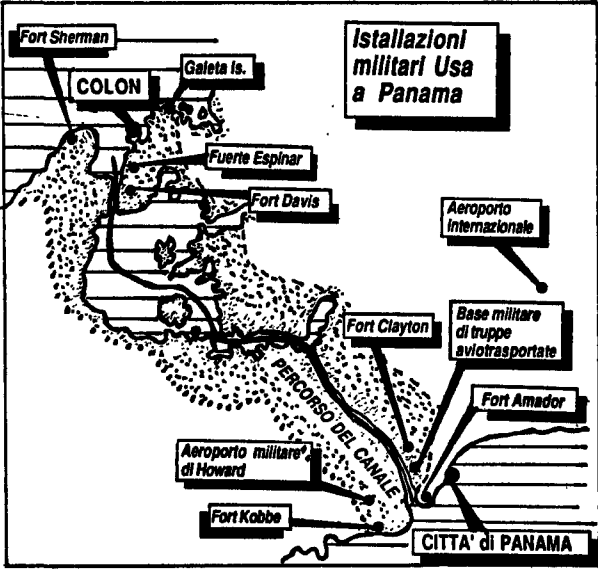 Istallazioni
militari Usa
a Panama
Fort Sherman
Galeta Is.
COLON
Fuerte Espinar
Fort Davis
Aeroporto
internazionale
Fort Clayton
Base militare
di truppe
aviotrasportate
Fort Amador
PERCORSO DEL CANALE
Aeroporto militare
di Howard
Fort Kobbe
CITTA' di PANAMA